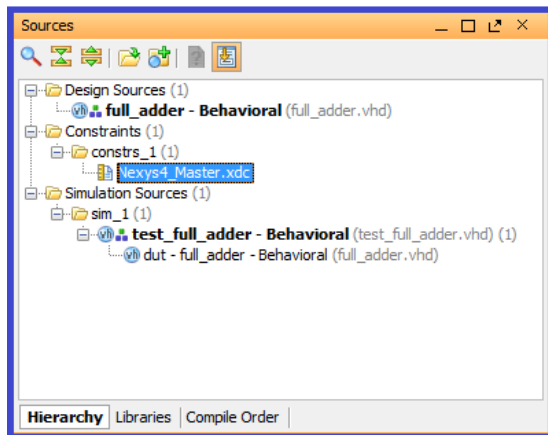 Sources
Design Sources (1)
full_adder - Behavioral (full_adder.vhd)
Constraints (1)
constrs_1 (1)
Nexys4_Master.xdc
Simulation Sources (1)
sim_1 (1)
test_full_adder - Behavioral (test_full_adder.vhd) (1)
dut - full_adder - Behavioral (full_adder.vhd)
Hierarchy Libraries Compile Order